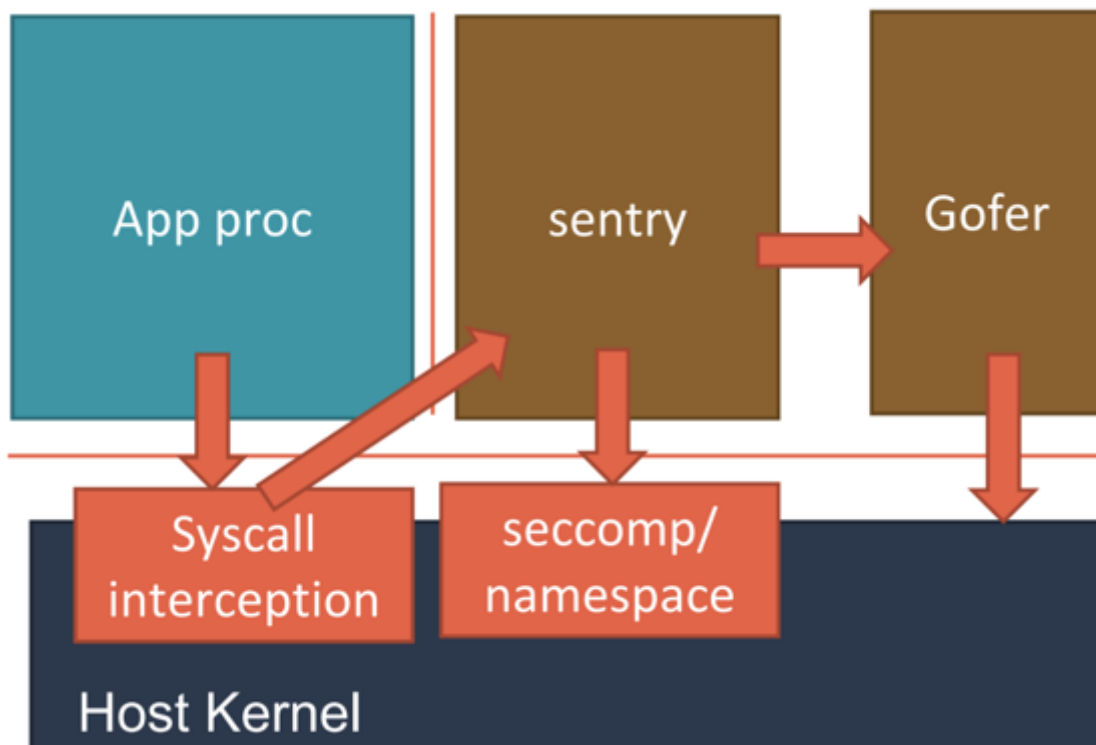 App proc
sentry
Gofer
Syscall
interception
seccomp/
namespace
Host Kernel